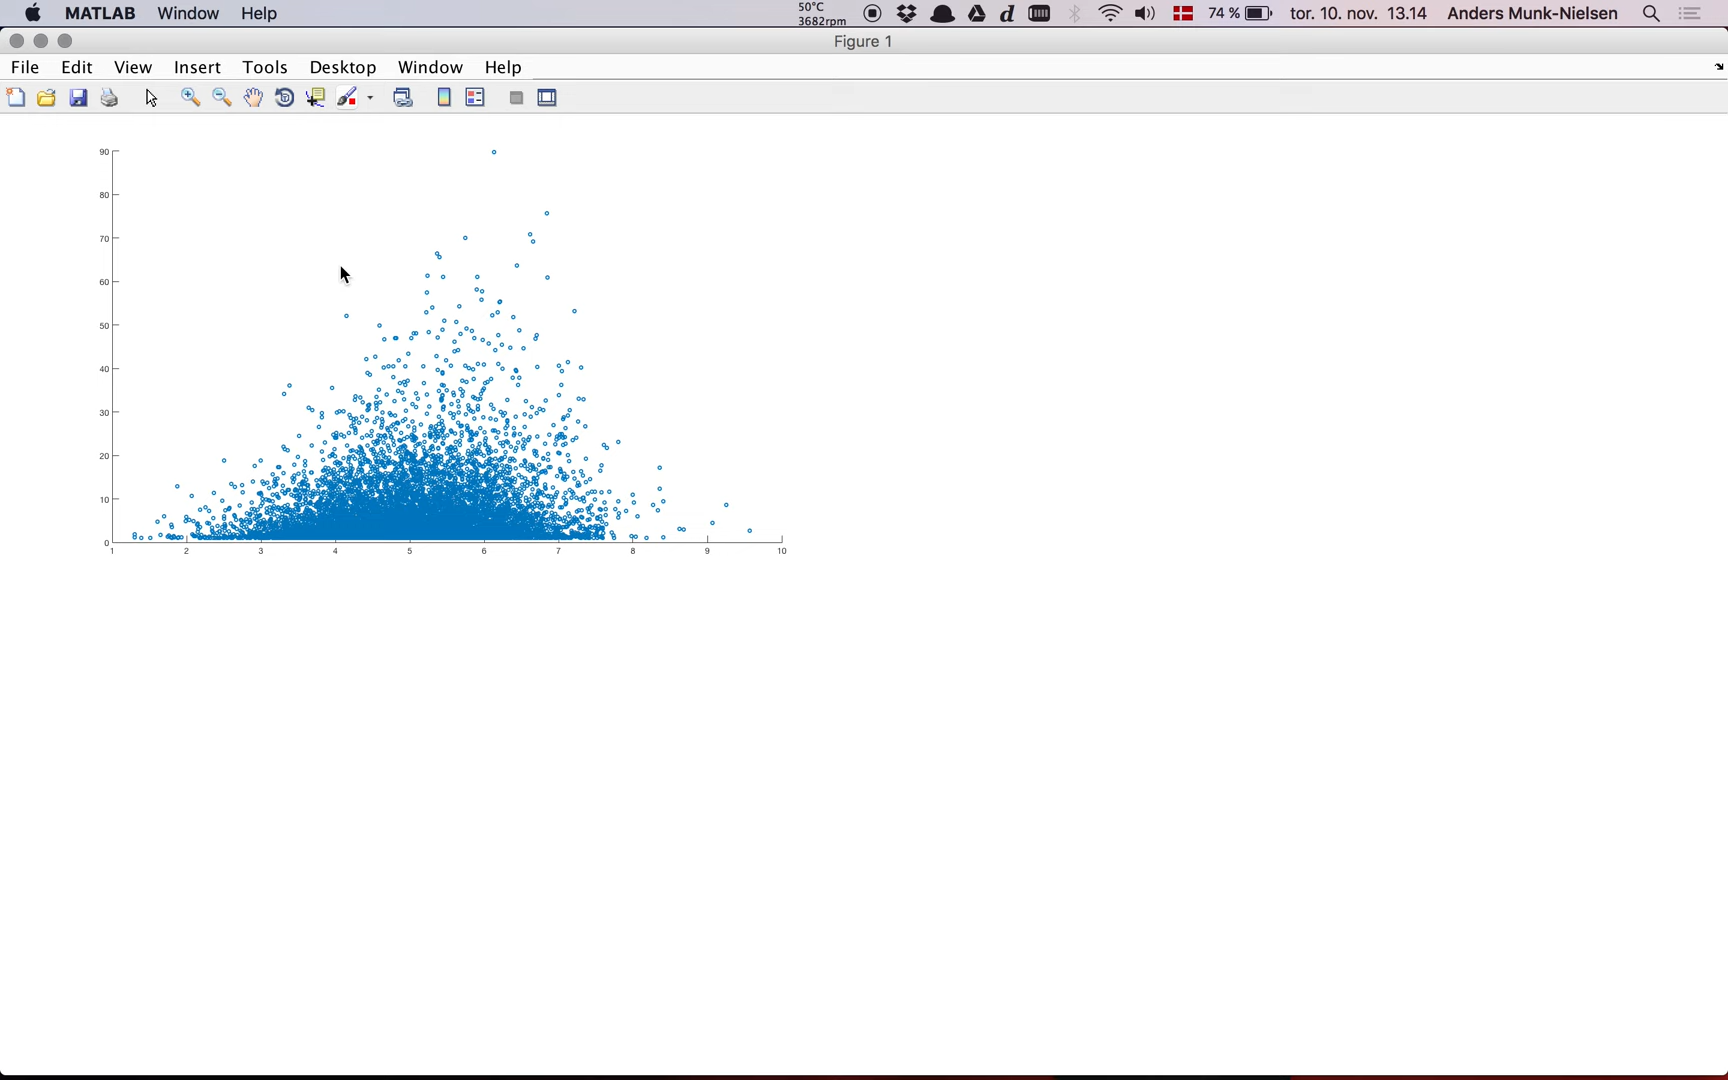 MATLAB Window Help 50°C 3682rpm d 74 % tor. 10. nov. 13.14 Anders Munk-Nielsen
Figure 1
File Edit View Insert Tools Desktop Window Help
90
80
70
60
50
40
30
20
10
0
1 2 3 4 5 6 7 8 9 10